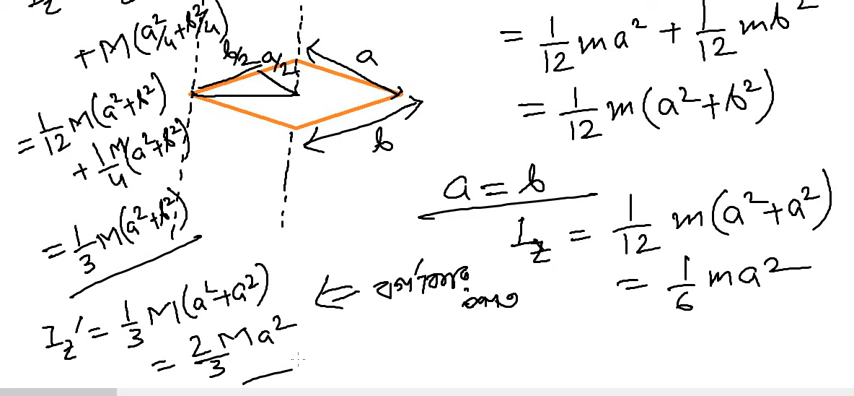 + M(a²/4 + b²/4)
= 1/12 M(a²+b²)
+ 1/4 M(a²+b²)
= 1/3 M(a²+b²)
I_z' = 1/3 M(a²+a²)
= 2/3 Ma²
b/2 a/2
a
b
= 1/12 ma² + 1/12 mb²
= 1/12 m(a²+b²)
a = b
I_z = 1/12 m(a²+a²)
= 1/6 ma²
⇐ বর্গাকার